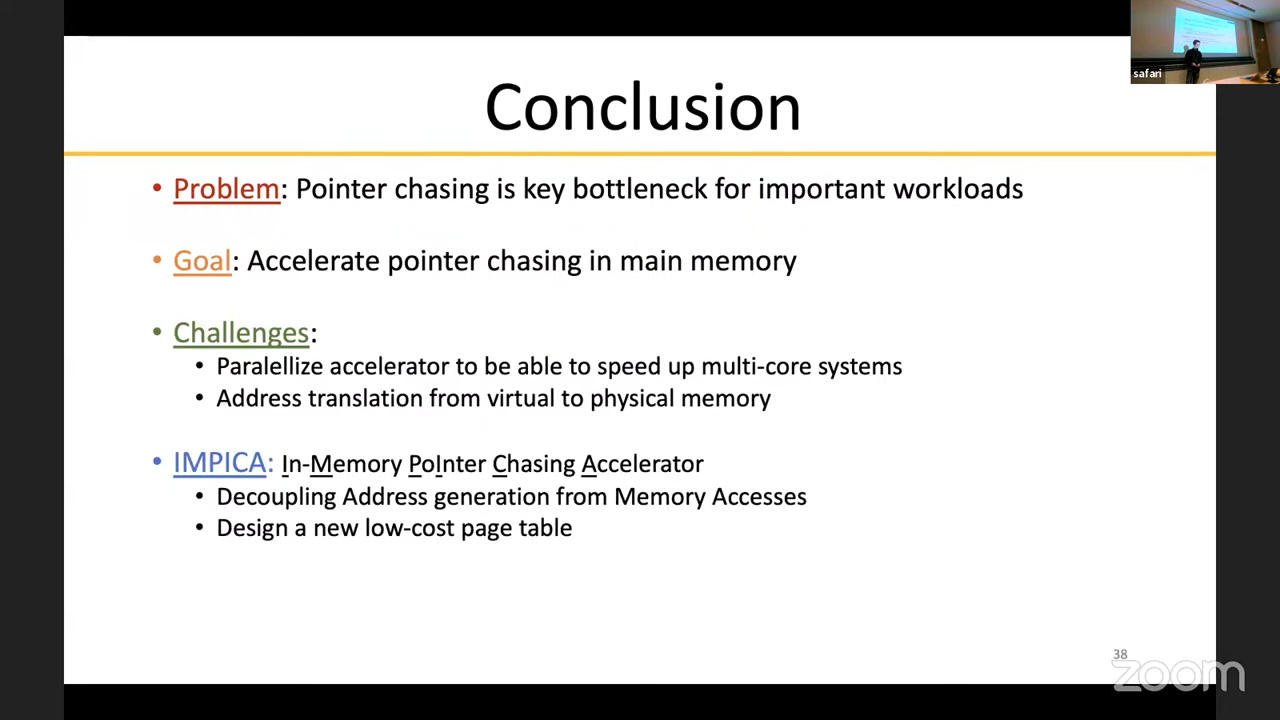 safari
Conclusion
• Problem: Pointer chasing is key bottleneck for important workloads
• Goal: Accelerate pointer chasing in main memory
• Challenges:
• Paralellize accelerator to be able to speed up multi-core systems
• Address translation from virtual to physical memory
• IMPICA: In-Memory PoInter Chasing Accelerator
• Decoupling Address generation from Memory Accesses
• Design a new low-cost page table
38
zoom